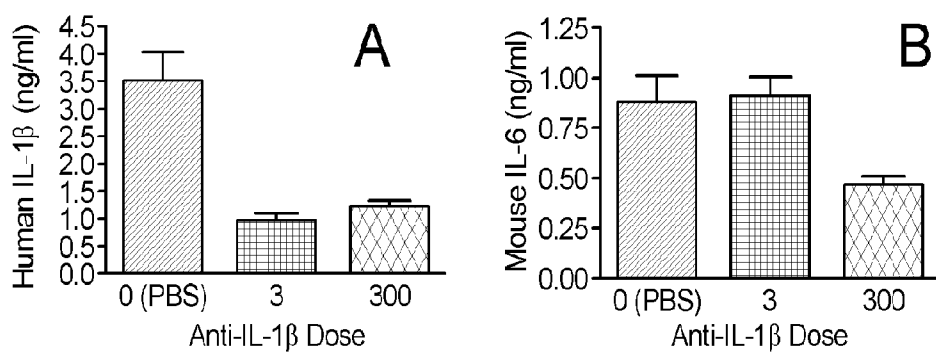 A
Human IL-1β (ng/ml)
4.5
4.0
3.5
3.0
2.5
2.0
1.5
1.0
0.5
0.0
0 (PBS) 3 300
Anti-IL-1β Dose
B
Mouse IL-6 (ng/ml)
1.25
1.00
0.75
0.50
0.25
0.00
0 (PBS) 3 300
Anti-IL-1β Dose